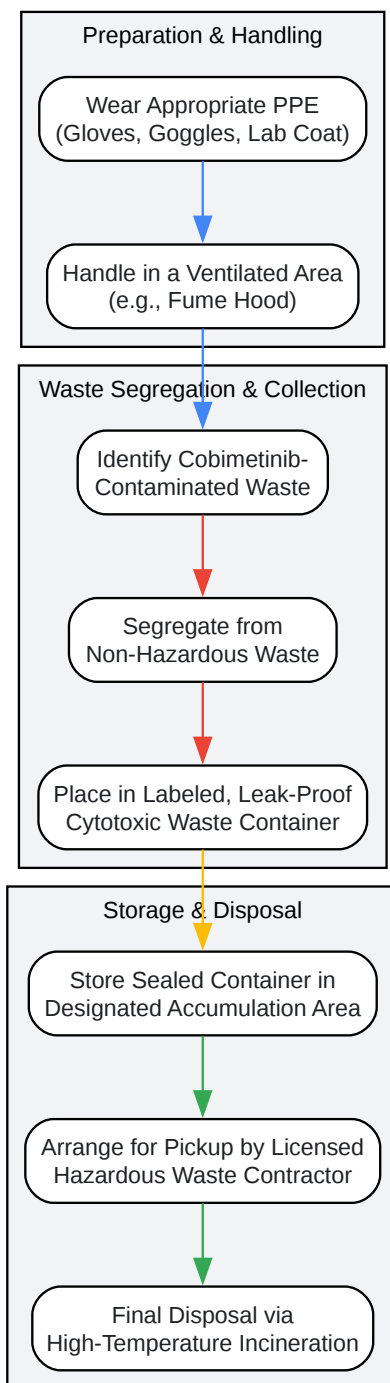 Preparation & Handling
Wear Appropriate PPE
(Gloves, Goggles, Lab Coat)
Handle in a Ventilated Area
(e.g., Fume Hood)
Waste Segregation & Collection
Identify Cobimetinib-
Contaminated Waste
Segregate from
Non-Hazardous Waste
Place in Labeled, Leak-Proof
Cytotoxic Waste Container
Storage & Disposal
Store Sealed Container in
Designated Accumulation Area
Arrange for Pickup by Licensed
Hazardous Waste Contractor
Final Disposal via
High-Temperature Incineration